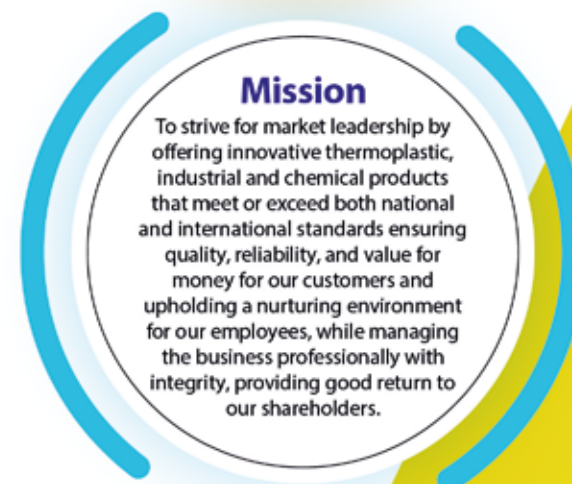 Mission
To strive for market leadership by
offering innovative thermoplastic,
industrial and chemical products
that meet or exceed both national
and international standards ensuring
quality, reliability, and value for
money for our customers and
upholding a nurturing environment
for our employees, while managing
the business professionally with
integrity, providing good return to
our shareholders.